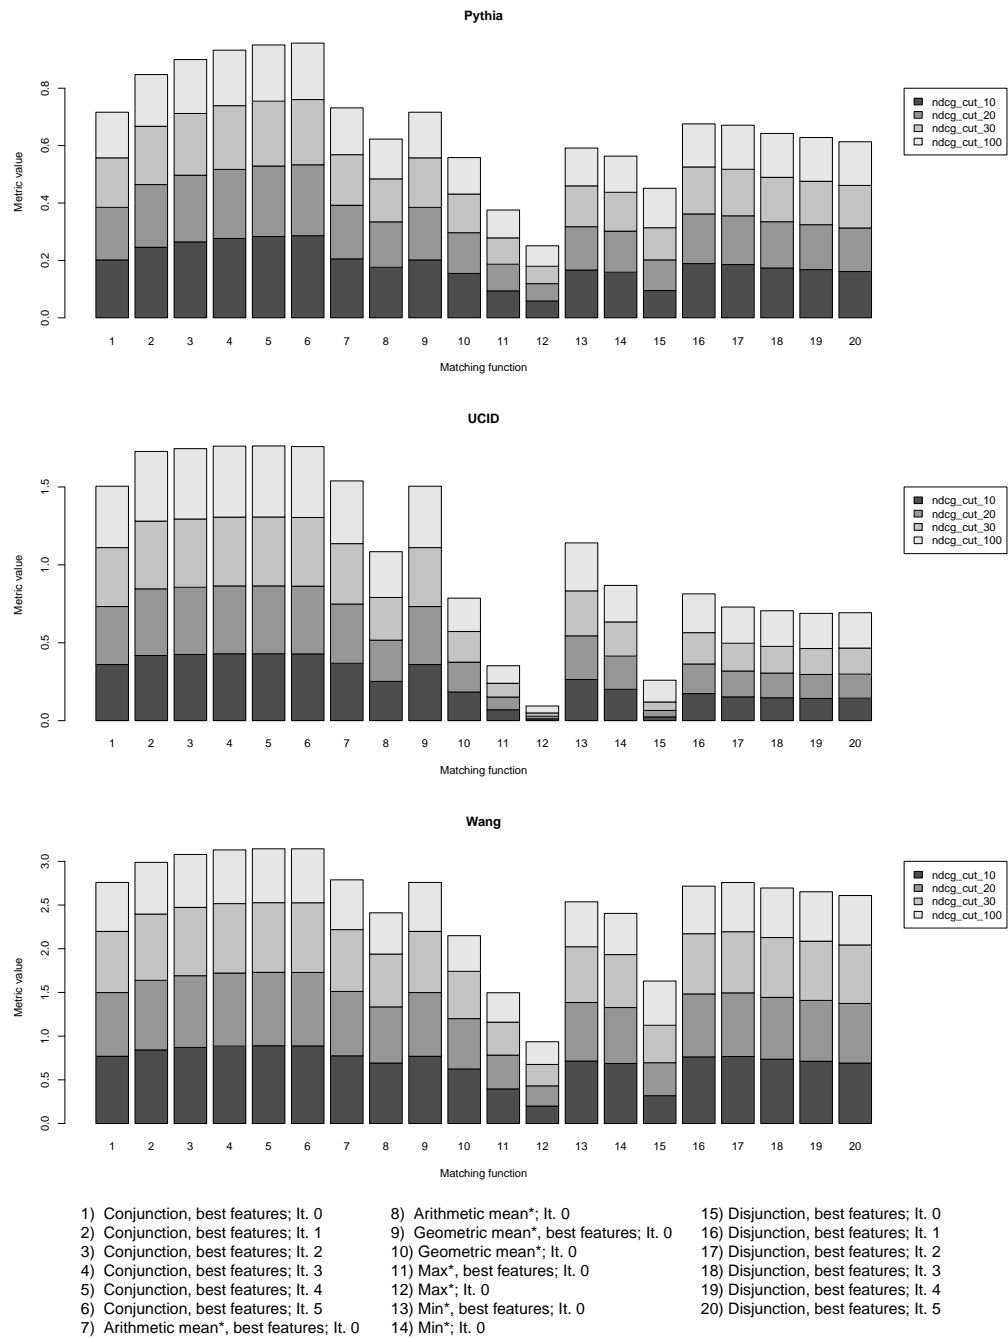 Pythia
Metric value
0.0 0.2 0.4 0.6 0.8
ndcg_cut_10
ndcg_cut_20
ndcg_cut_30
ndcg_cut_100
1 2 3 4 5 6 7 8 9 10 11 12 13 14 15 16 17 18 19 20
Matching function
UCID
Metric value
0.0 0.5 1.0 1.5
ndcg_cut_10
ndcg_cut_20
ndcg_cut_30
ndcg_cut_100
1 2 3 4 5 6 7 8 9 10 11 12 13 14 15 16 17 18 19 20
Matching function
Wang
Metric value
0.0 0.5 1.0 1.5 2.0 2.5 3.0
ndcg_cut_10
ndcg_cut_20
ndcg_cut_30
ndcg_cut_100
1 2 3 4 5 6 7 8 9 10 11 12 13 14 15 16 17 18 19 20
Matching function
1) Conjunction, best features; It. 0
2) Conjunction, best features; It. 1
3) Conjunction, best features; It. 2
4) Conjunction, best features; It. 3
5) Conjunction, best features; It. 4
6) Conjunction, best features; It. 5
7) Arithmetic mean*, best features; It. 0
8) Arithmetic mean*; It. 0
9) Geometric mean*, best features; It. 0
10) Geometric mean*; It. 0
11) Max*, best features; It. 0
12) Max*; It. 0
13) Min*, best features; It. 0
14) Min*; It. 0
15) Disjunction, best features; It. 0
16) Disjunction, best features; It. 1
17) Disjunction, best features; It. 2
18) Disjunction, best features; It. 3
19) Disjunction, best features; It. 4
20) Disjunction, best features; It. 5